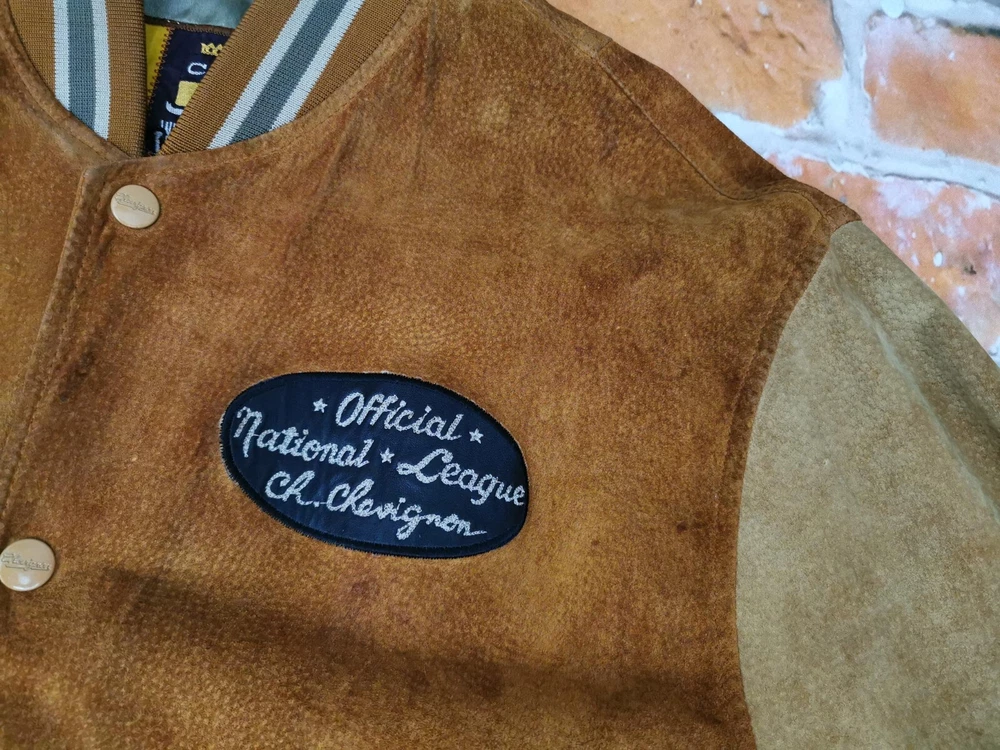 Official
National League
Ch. Chevignon